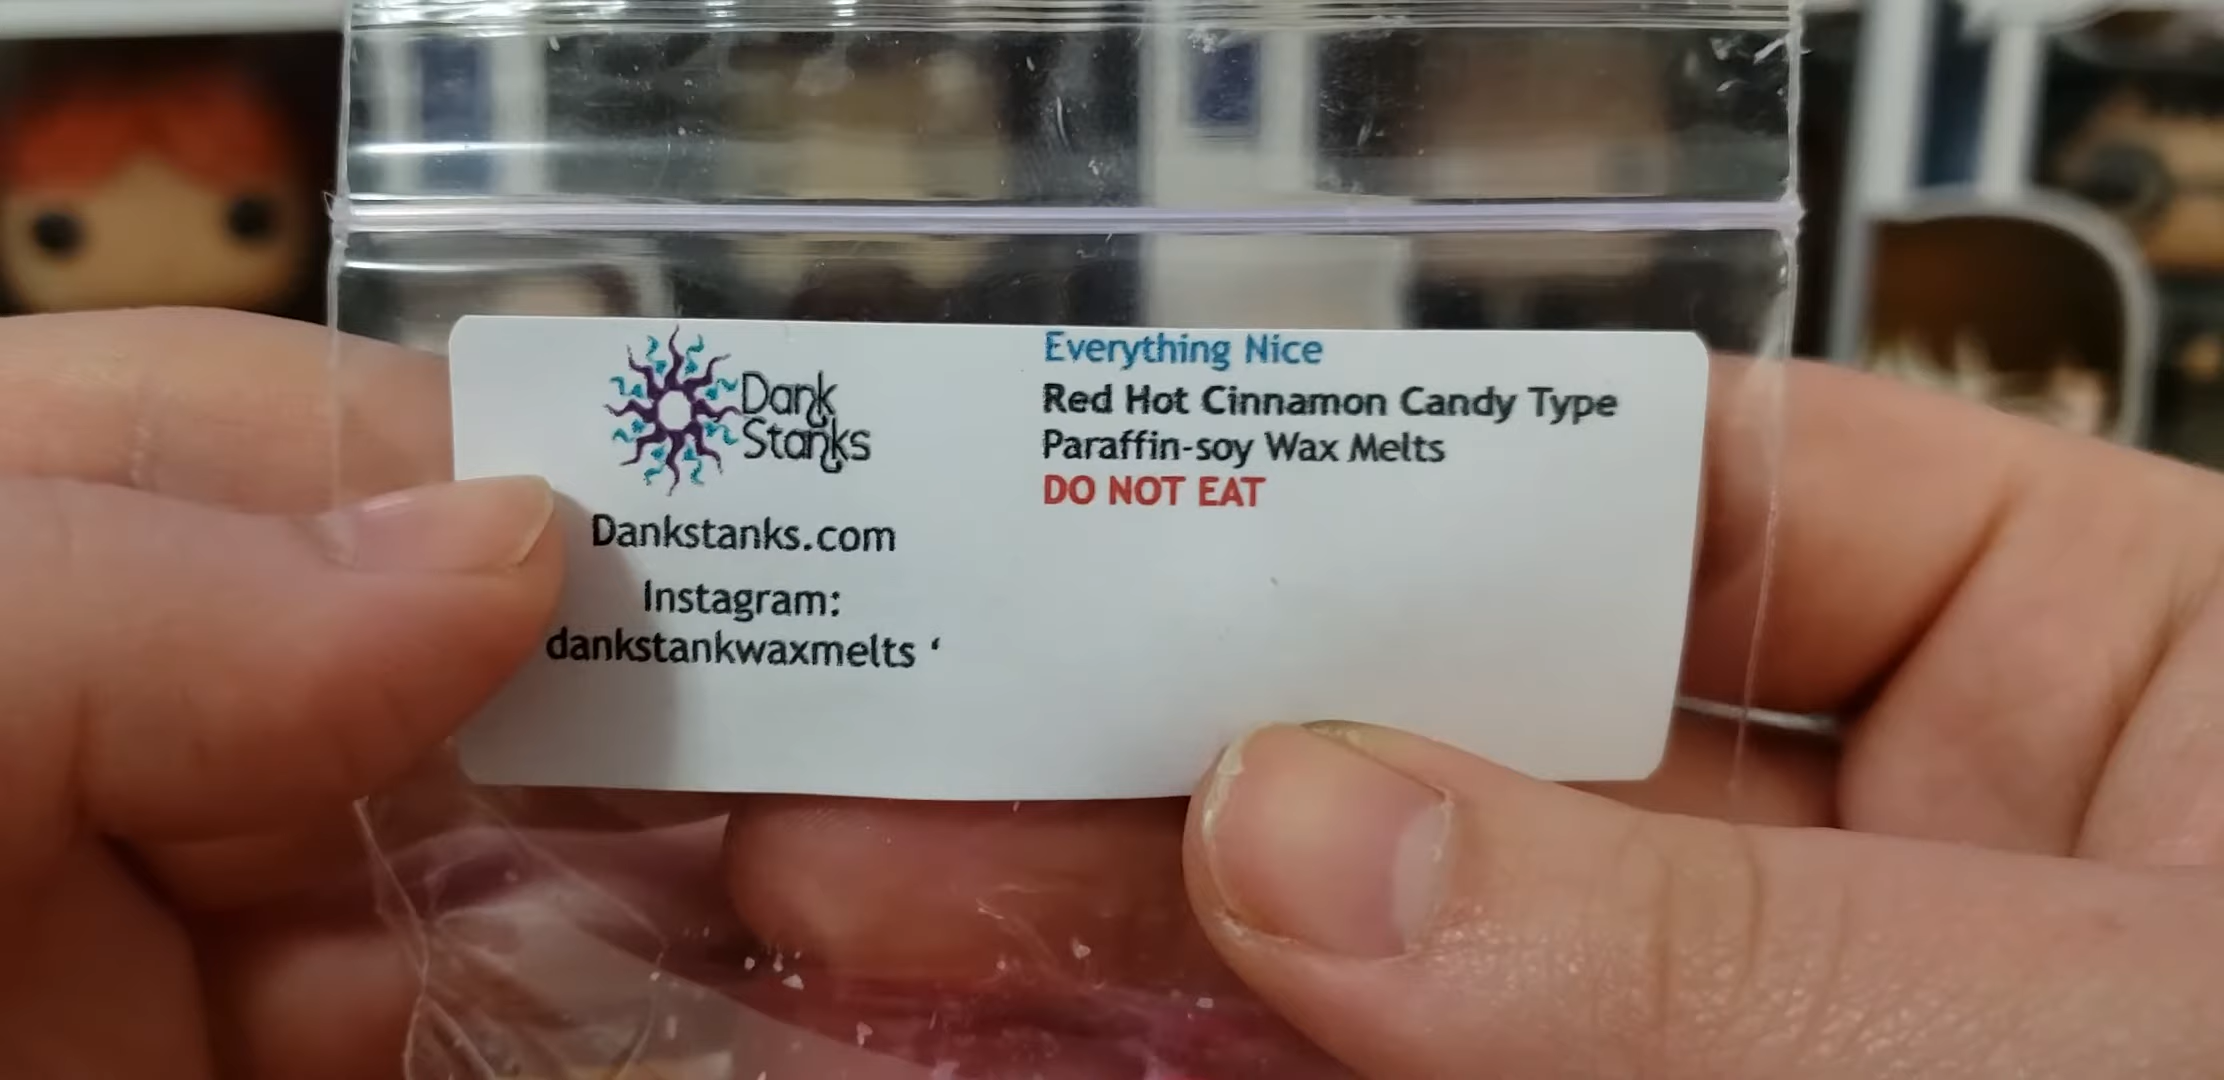 Dank
Stanks
Dankstanks.com
Instagram:
dankstankwaxmelts ‘
Everything Nice
Red Hot Cinnamon Candy Type
Paraffin-soy Wax Melts
DO NOT EAT